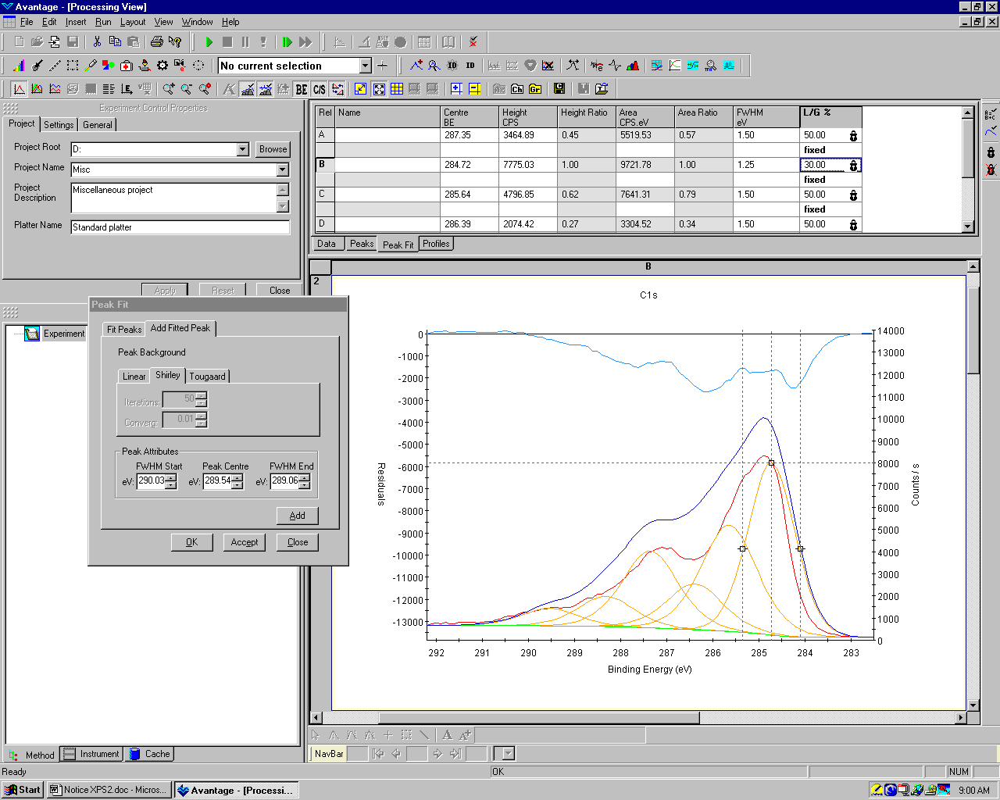 Avantage - [Processing View]
File Edit Insert Run Layout View Window Help
No current selection
BE C/S
Ch Gr
Experiment Control Properties
Project Settings General
Project Root D: Browse
Project Name Misc
Project Description Miscellaneous project
Platter Name Standard platter
Apply Reset Close
Rel Name Centre BE Height CPS Height Ratio Area CPS.eV Area Ratio FWHM eV L/G %
A 287.35 3464.89 0.45 5519.53 0.57 1.50 50.00
fixed
B 284.72 7775.03 1.00 9721.78 1.00 1.25 30.00
fixed
C 285.64 4796.85 0.62 7641.31 0.79 1.50 50.00
fixed
D 286.39 2074.42 0.27 3304.52 0.34 1.50 50.00
Data Peaks Peak Fit Profiles
Experiment
Peak Fit
Fit Peaks Add Fitted Peak
Peak Background
Linear Shirley Tougaard
Iterations: 50
Converg: 0.01
Peak Attributes
FWHM Start Peak Centre FWHM End
eV: 290.03 eV: 289.54 eV: 289.06
Add
OK Accept Close
B
2
C1s
0
-1000
-2000
-3000
-4000
-5000
-6000
-7000
-8000
-9000
-10000
-11000
-12000
-13000
Residuals
14000
13000
12000
11000
10000
9000
8000
7000
6000
5000
4000
3000
2000
1000
0
Counts / s
292 291 290 289 288 287 286 285 284 283
Binding Energy (eV)
NavBar
Method Instrument Cache
Ready OK NUM
Start Notice XPS2.doc - Micros... Avantage - [Processi... 9:00 AM